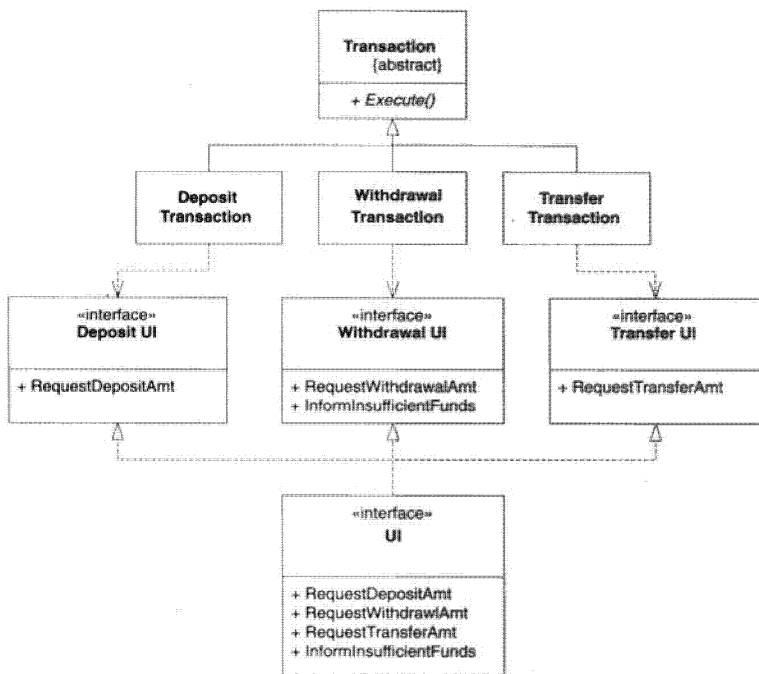 Transaction
{abstract}
+ Execute()
Deposit
Transaction
Withdrawal
Transaction
Transfer
Transaction
«interface»
Deposit UI
+ RequestDepositAmt
«interface»
Withdrawal UI
+ RequestWithdrawalAmt
+ InformInsufficientFunds
«interface»
Transfer UI
+ RequestTransferAmt
«interface»
UI
+ RequestDepositAmt
+ RequestWithdrawlAmt
+ RequestTransferAmt
+ InformInsufficientFunds